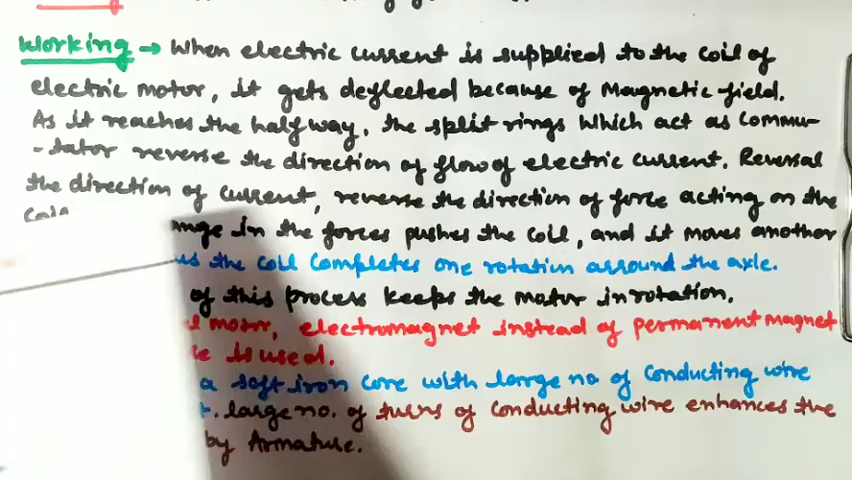 Working → When electric current is supplied to the coil of
electric motor, it gets deflected because of Magnetic field.
As it reaches the half way, the split rings which act as Commu-
-tator reverse the direction of flow of electric current. Reversal
the direction of current, reverse the direction of force acting on the
in the forces pushes the coil, and it moves another
the coil completes one rotation arround the axle.
of this process keeps the motor in rotation.
motor, electromagnet instead of permanent magnet
is used.
a soft iron core with large no of conducting wire
large no. of turns of conducting wire enhances the
by Armature.